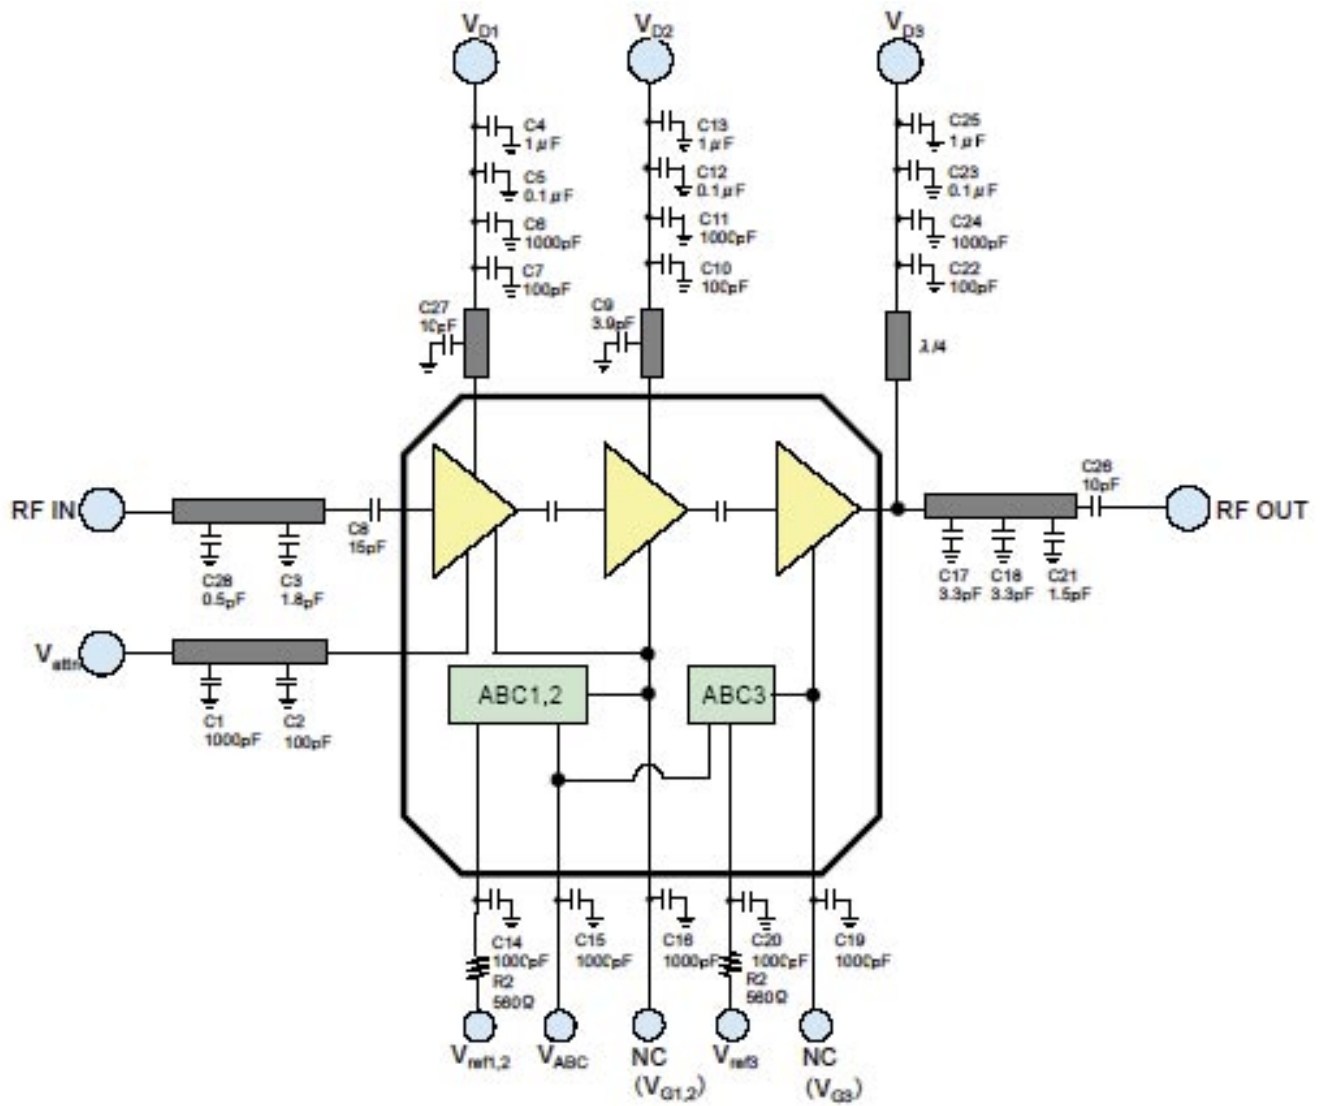 VD1
VD2
VD3
C4
1μF
C13
1μF
C25
1μF
C5
0.1μF
C12
0.1μF
C23
0.1μF
C6
1000pF
C11
1000pF
C24
1000pF
C7
100pF
C10
100pF
C22
100pF
C27
10pF
C9
3.9pF
λ/4
RF IN
C8
15pF
C28
0.5pF
C3
1.8pF
C26
10pF
RF OUT
C17
3.3pF
C18
3.3pF
C21
1.5pF
Vattn
C1
1000pF
C2
100pF
ABC1,2
ABC3
C14
1000pF
R2
560Ω
C15
1000pF
C16
1000pF
C20
1000pF
R2
560Ω
C19
1000pF
Vref1,2
VABC
NC
(VG1,2)
Vref3
NC
(VG3)